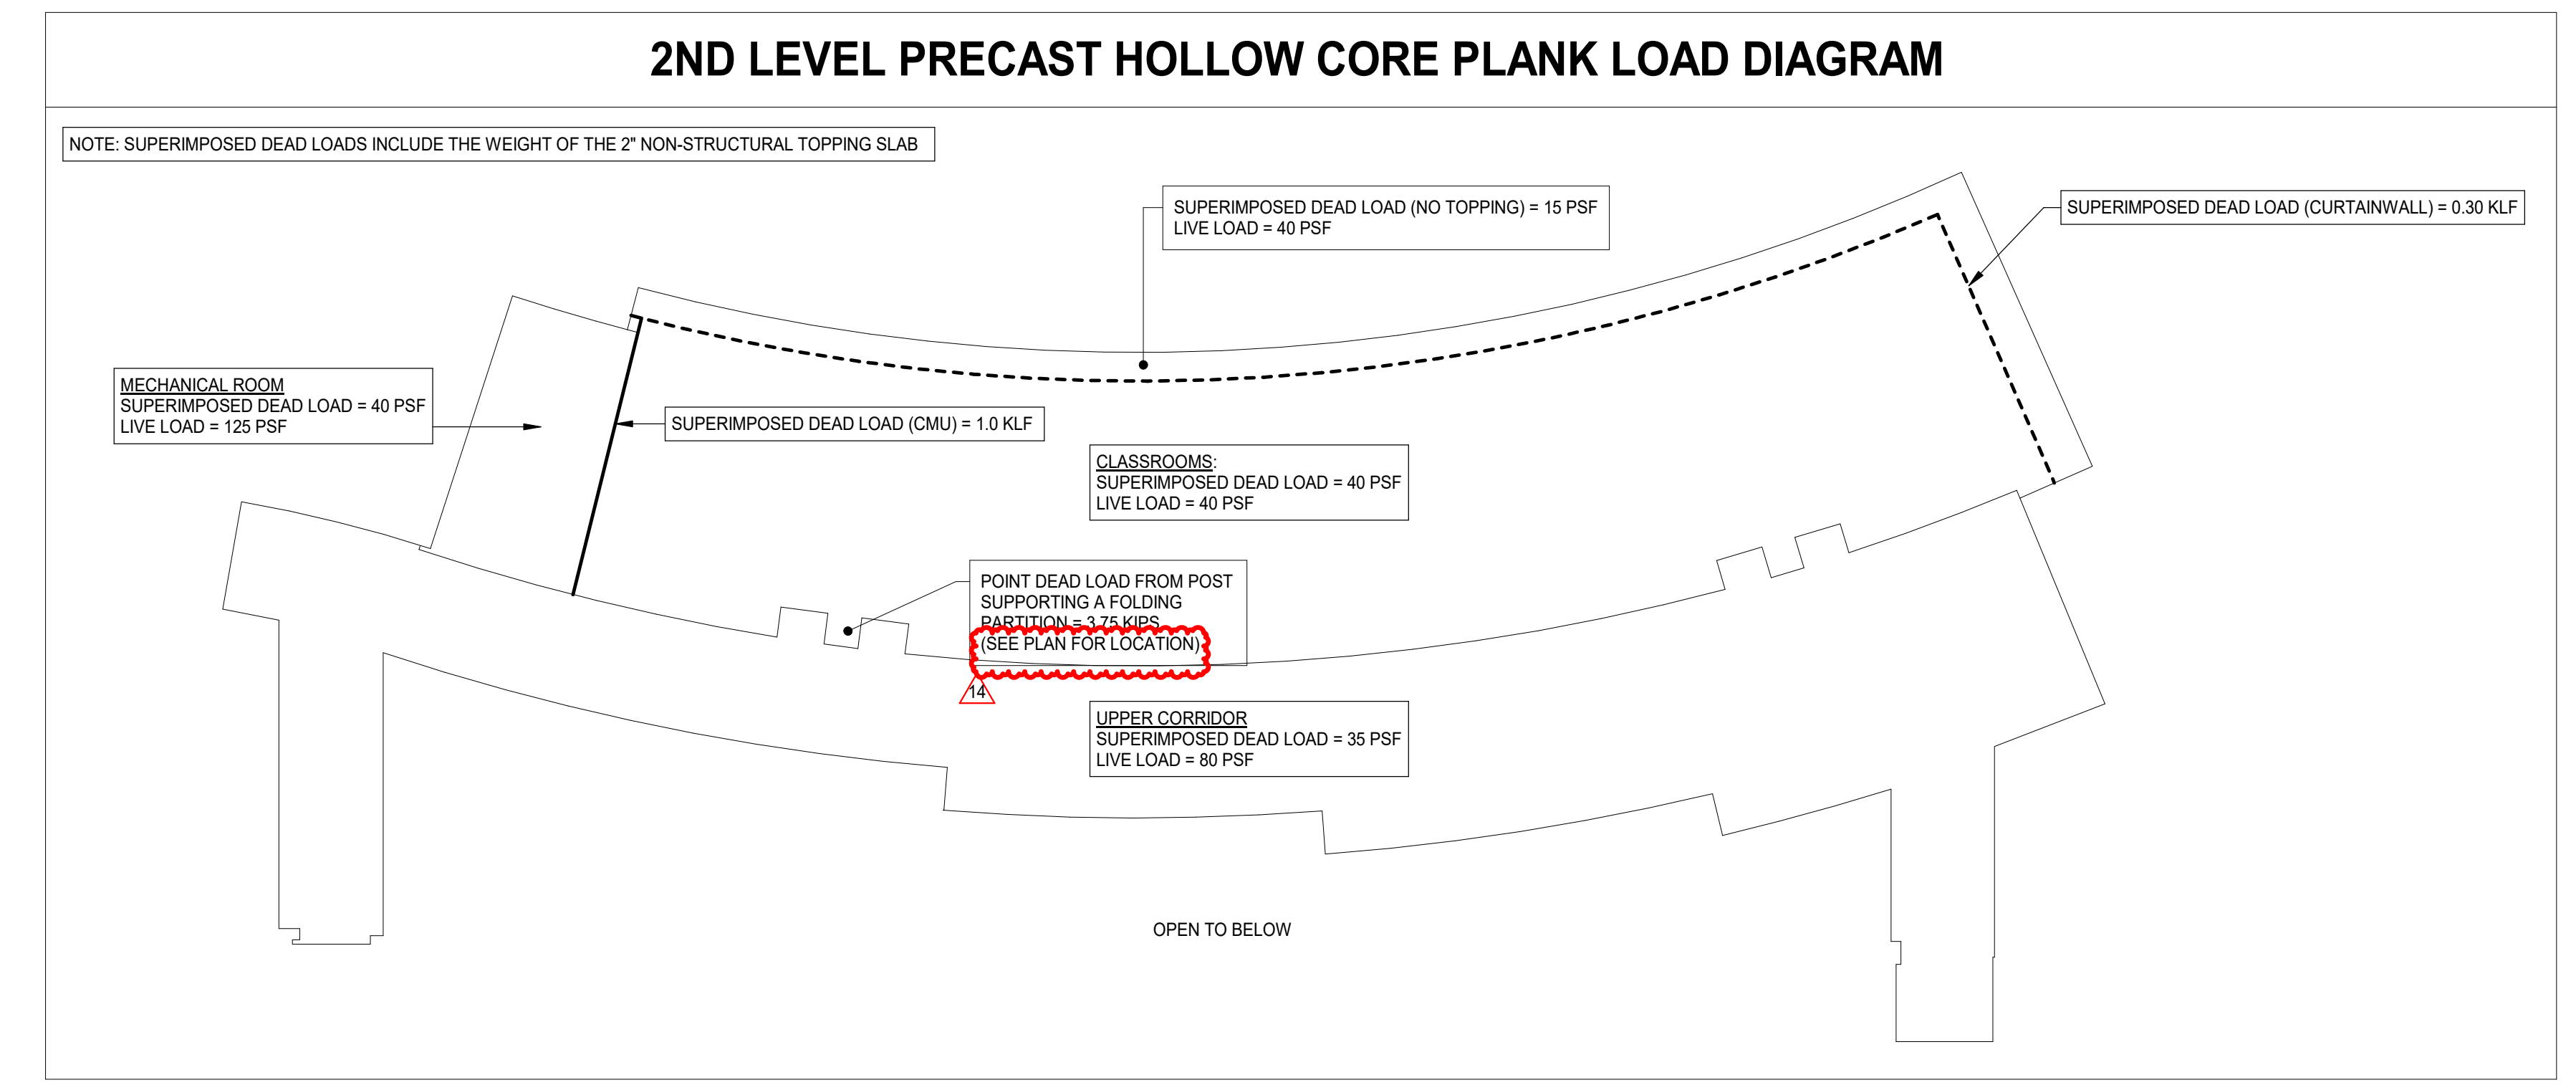 2ND LEVEL PRECAST HOLLOW CORE PLANK LOAD DIAGRAM
NOTE: SUPERIMPOSED DEAD LOADS INCLUDE THE WEIGHT OF THE 2" NON-STRUCTURAL TOPPING SLAB
SUPERIMPOSED DEAD LOAD (NO TOPPING) = 15 PSF
LIVE LOAD = 40 PSF
SUPERIMPOSED DEAD LOAD (CURTAINWALL) = 0.30 KLF
MECHANICAL ROOM
SUPERIMPOSED DEAD LOAD = 40 PSF
LIVE LOAD = 125 PSF
SUPERIMPOSED DEAD LOAD (CMU) = 1.0 KLF
CLASSROOMS:
SUPERIMPOSED DEAD LOAD = 40 PSF
LIVE LOAD = 40 PSF
POINT DEAD LOAD FROM POST
SUPPORTING A FOLDING
PARTITION = 3.75 KIPS
(SEE PLAN FOR LOCATION)
14
UPPER CORRIDOR
SUPERIMPOSED DEAD LOAD = 35 PSF
LIVE LOAD = 80 PSF
OPEN TO BELOW